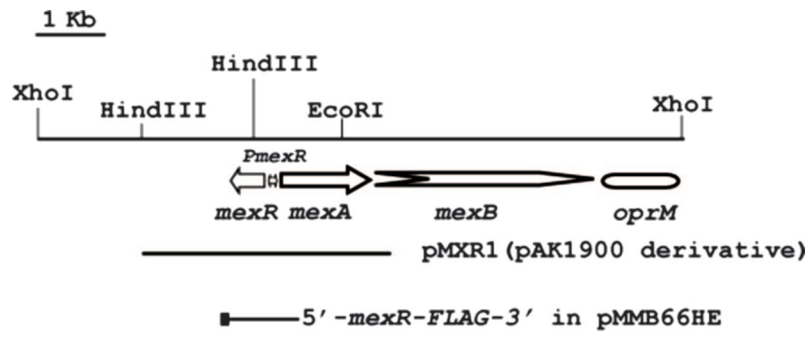 1 Kb
HindIII
XhoI
HindIII
EcoRI
XhoI
PmexR
mexR mexA mexB oprM
pMXR1(pAK1900 derivative)
5'-mexR-FLAG-3' in pMMB66HE